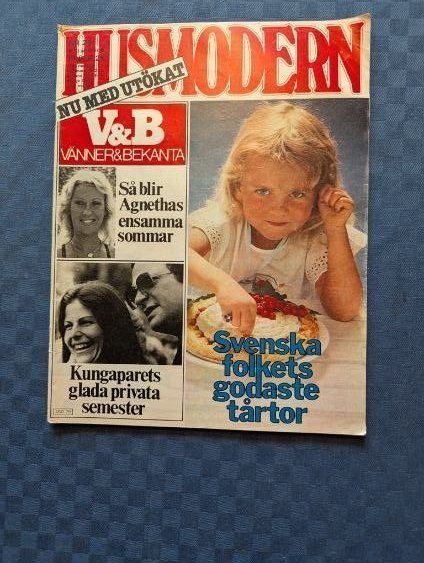 HUSMODERN
NU MED UTÖKAT
V&B
VÄNNER&BEKANTA
Så blir
Agnethas
ensamma
sommar
Kungaparets
glada privata
semester
Svenska
folkets
godaste
tårtor